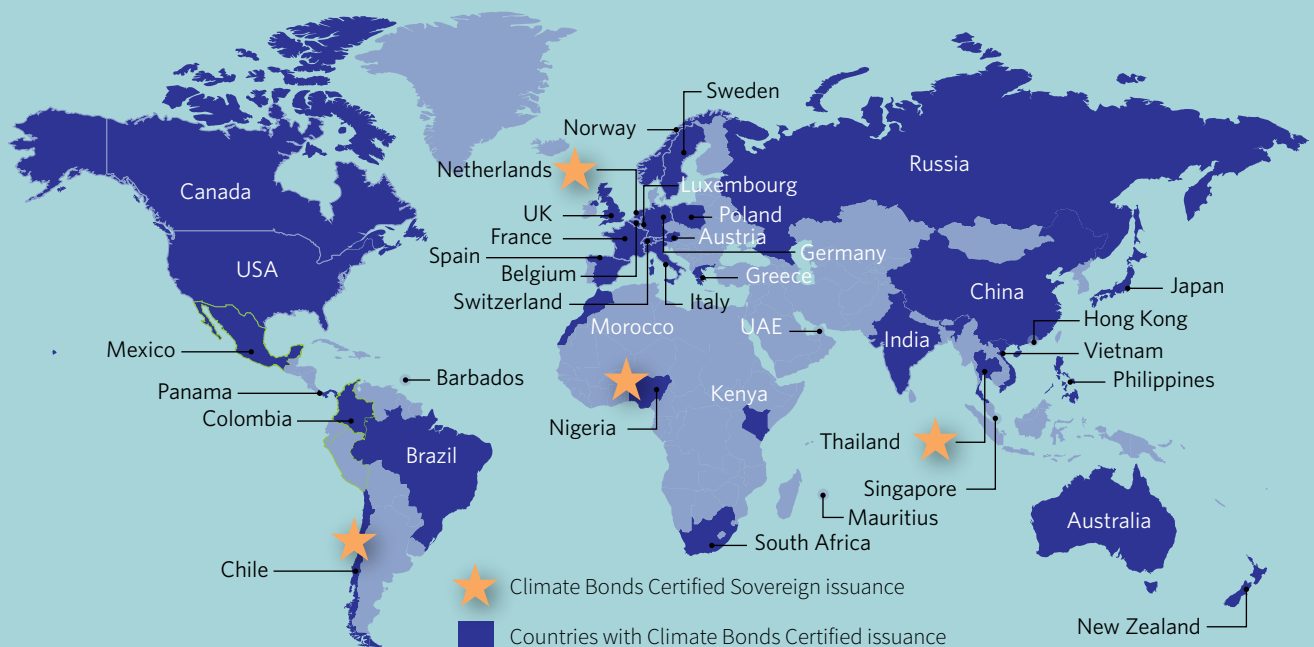 Sweden
Norway
Netherlands
Russia
Canada
Luxembourg
UK
Poland
France
Austria
Spain
Germany
USA
Belgium
Greece
China
Switzerland
Italy
Japan
Morocco
UAE
Hong Kong
India
Mexico
Vietnam
Barbados
Philippines
Panama
Kenya
Colombia
Nigeria
Thailand
Brazil
Singapore
Mauritius
Australia
South Africa
Chile
Climate Bonds Certified Sovereign issuance
New Zealand
Countries with Climate Bonds Certified issuance